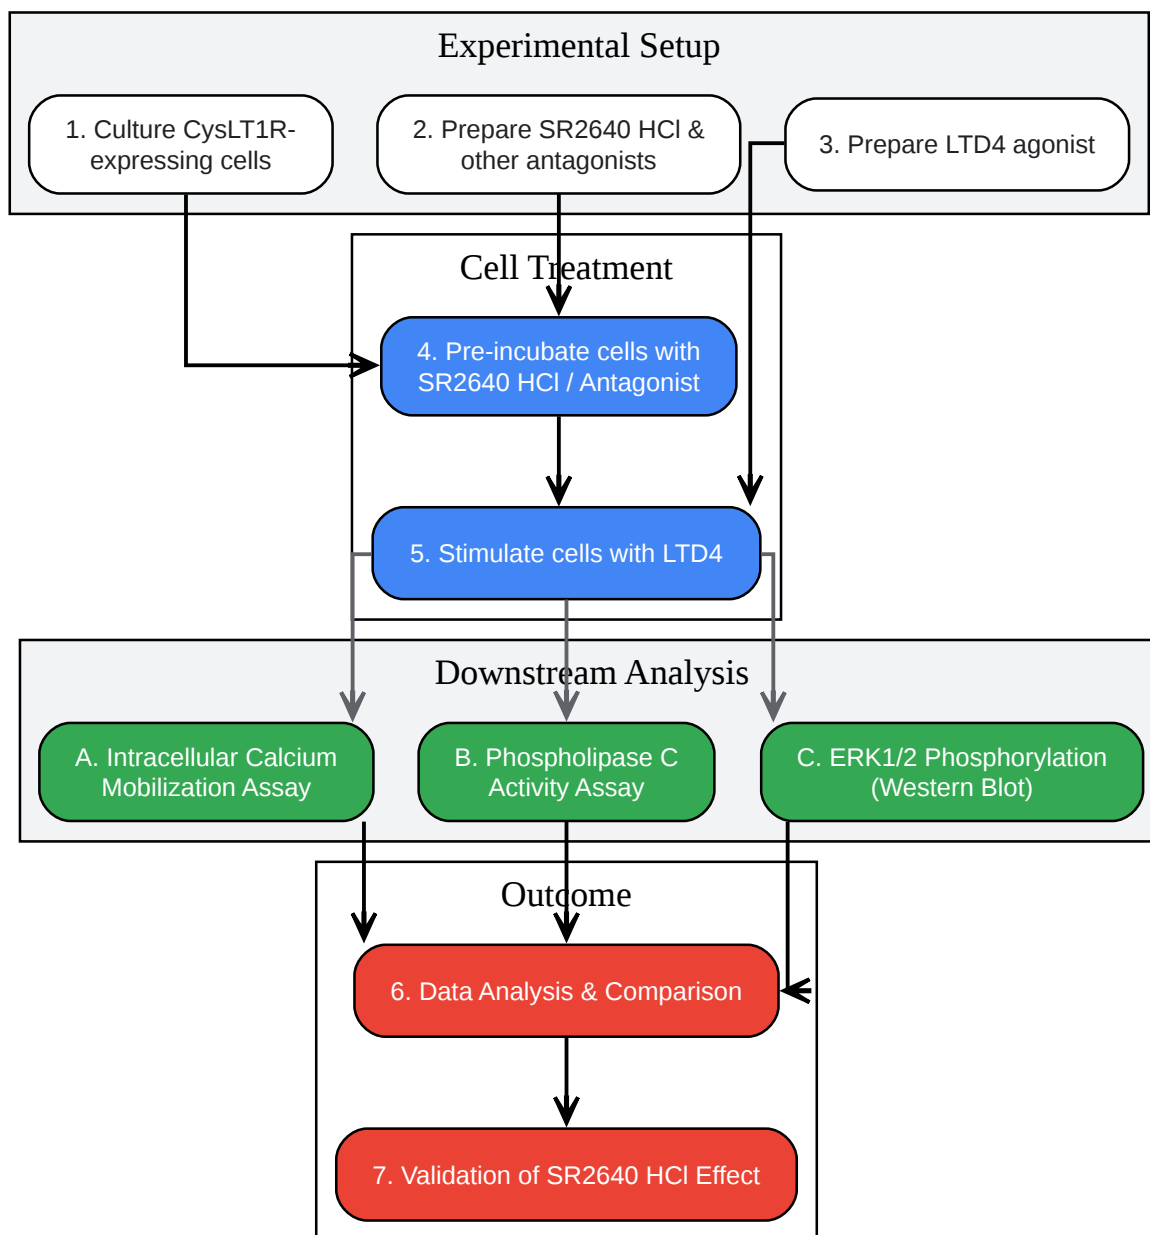 Experimental Setup
1. Culture CysLT1R-
expressing cells
2. Prepare SR2640 HCl &
other antagonists
3. Prepare LTD4 agonist
Cell Treatment
4. Pre-incubate cells with
SR2640 HCl / Antagonist
5. Stimulate cells with LTD4
Downstream Analysis
A. Intracellular Calcium
Mobilization Assay
B. Phospholipase C
Activity Assay
C. ERK1/2 Phosphorylation
(Western Blot)
Outcome
6. Data Analysis & Comparison
7. Validation of SR2640 HCl Effect